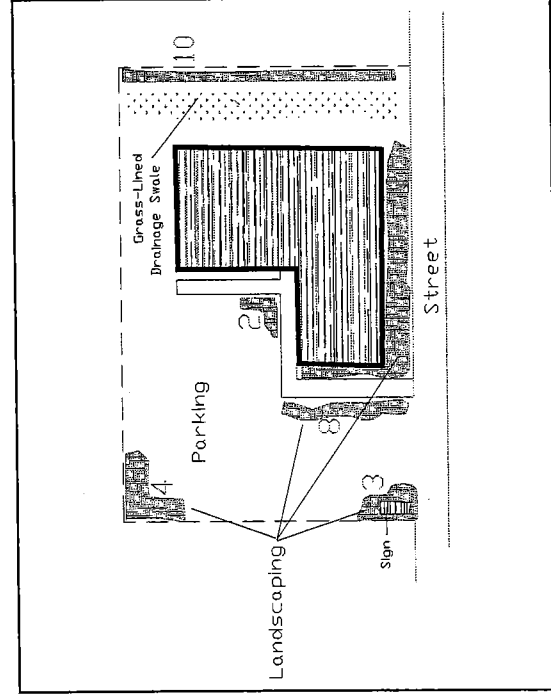 10
Grass-Lined
Drainage Swale
2
Parking
4
8
3
Sign
Landscaping
Street